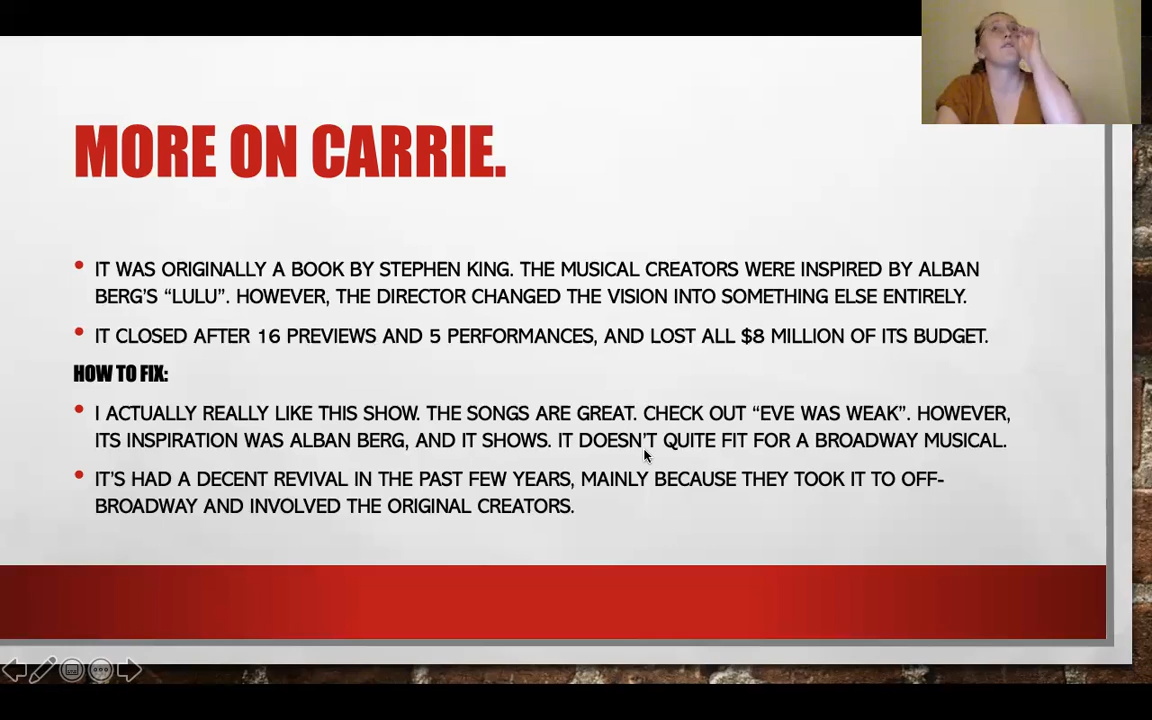 MORE ON CARRIE.
• IT WAS ORIGINALLY A BOOK BY STEPHEN KING. THE MUSICAL CREATORS WERE INSPIRED BY ALBAN
BERG'S “LULU”. HOWEVER, THE DIRECTOR CHANGED THE VISION INTO SOMETHING ELSE ENTIRELY.
• IT CLOSED AFTER 16 PREVIEWS AND 5 PERFORMANCES, AND LOST ALL $8 MILLION OF ITS BUDGET.
HOW TO FIX:
• I ACTUALLY REALLY LIKE THIS SHOW. THE SONGS ARE GREAT. CHECK OUT “EVE WAS WEAK”. HOWEVER,
ITS INSPIRATION WAS ALBAN BERG, AND IT SHOWS. IT DOESN'T QUITE FIT FOR A BROADWAY MUSICAL.
• IT'S HAD A DECENT REVIVAL IN THE PAST FEW YEARS, MAINLY BECAUSE THEY TOOK IT TO OFF-
BROADWAY AND INVOLVED THE ORIGINAL CREATORS.